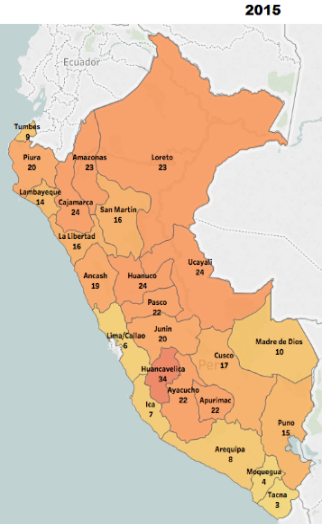 2015
Ecuador
Tumbes
9
Piura
20
Amazonas
23
Loreto
23
Lambayeque
14
Cajamarca
24
San Martín
16
La Libertad
16
Ancash
19
Huanuco
24
Ucayali
24
Pasco
22
Lima/Callao
6
Junin
20
Huancavelica
34
Cusco
17
Madre de Dios
10
Pe
Ica
7
Ayacucho
22
Apurimac
22
Puno
15
Arequipa
8
Moquegua
4
Tacna
3